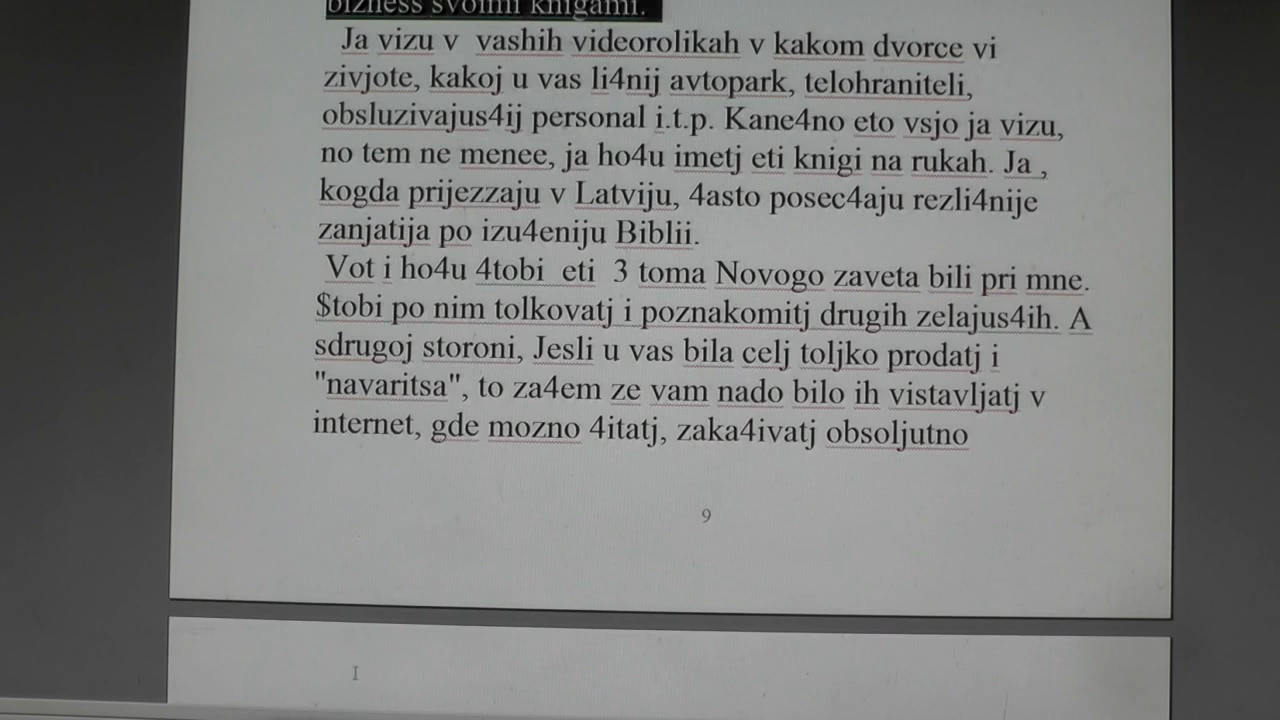 bizness svoimi knigami.
Ja vizu v vashih videorolikah v kakom dvorce vi
zivjote, kakoj u vas li4nij avtopark, telohraniteli,
obsluzivajus4ij personal i.t.p. Kane4no eto vsjo ja vizu,
no tem ne menee, ja ho4u imetj eti knigi na rukah. Ja ,
kogda prijezzaju v Latviju, 4asto posec4aju rezli4nije
zanjatija po izu4eniju Biblii.
Vot i ho4u 4tobi eti 3 toma Novogo zaveta bili pri mne.
$tobi po nim tolkovatj i poznakomitj drugih zelajus4ih. A
sdrugoj storoni, Jesli u vas bila celj toljko prodatj i
"navaritsa", to za4em ze vam nado bilo ih vistavljatj v
internet, gde mozno 4itatj, zaka4ivatj obsoljutno
9